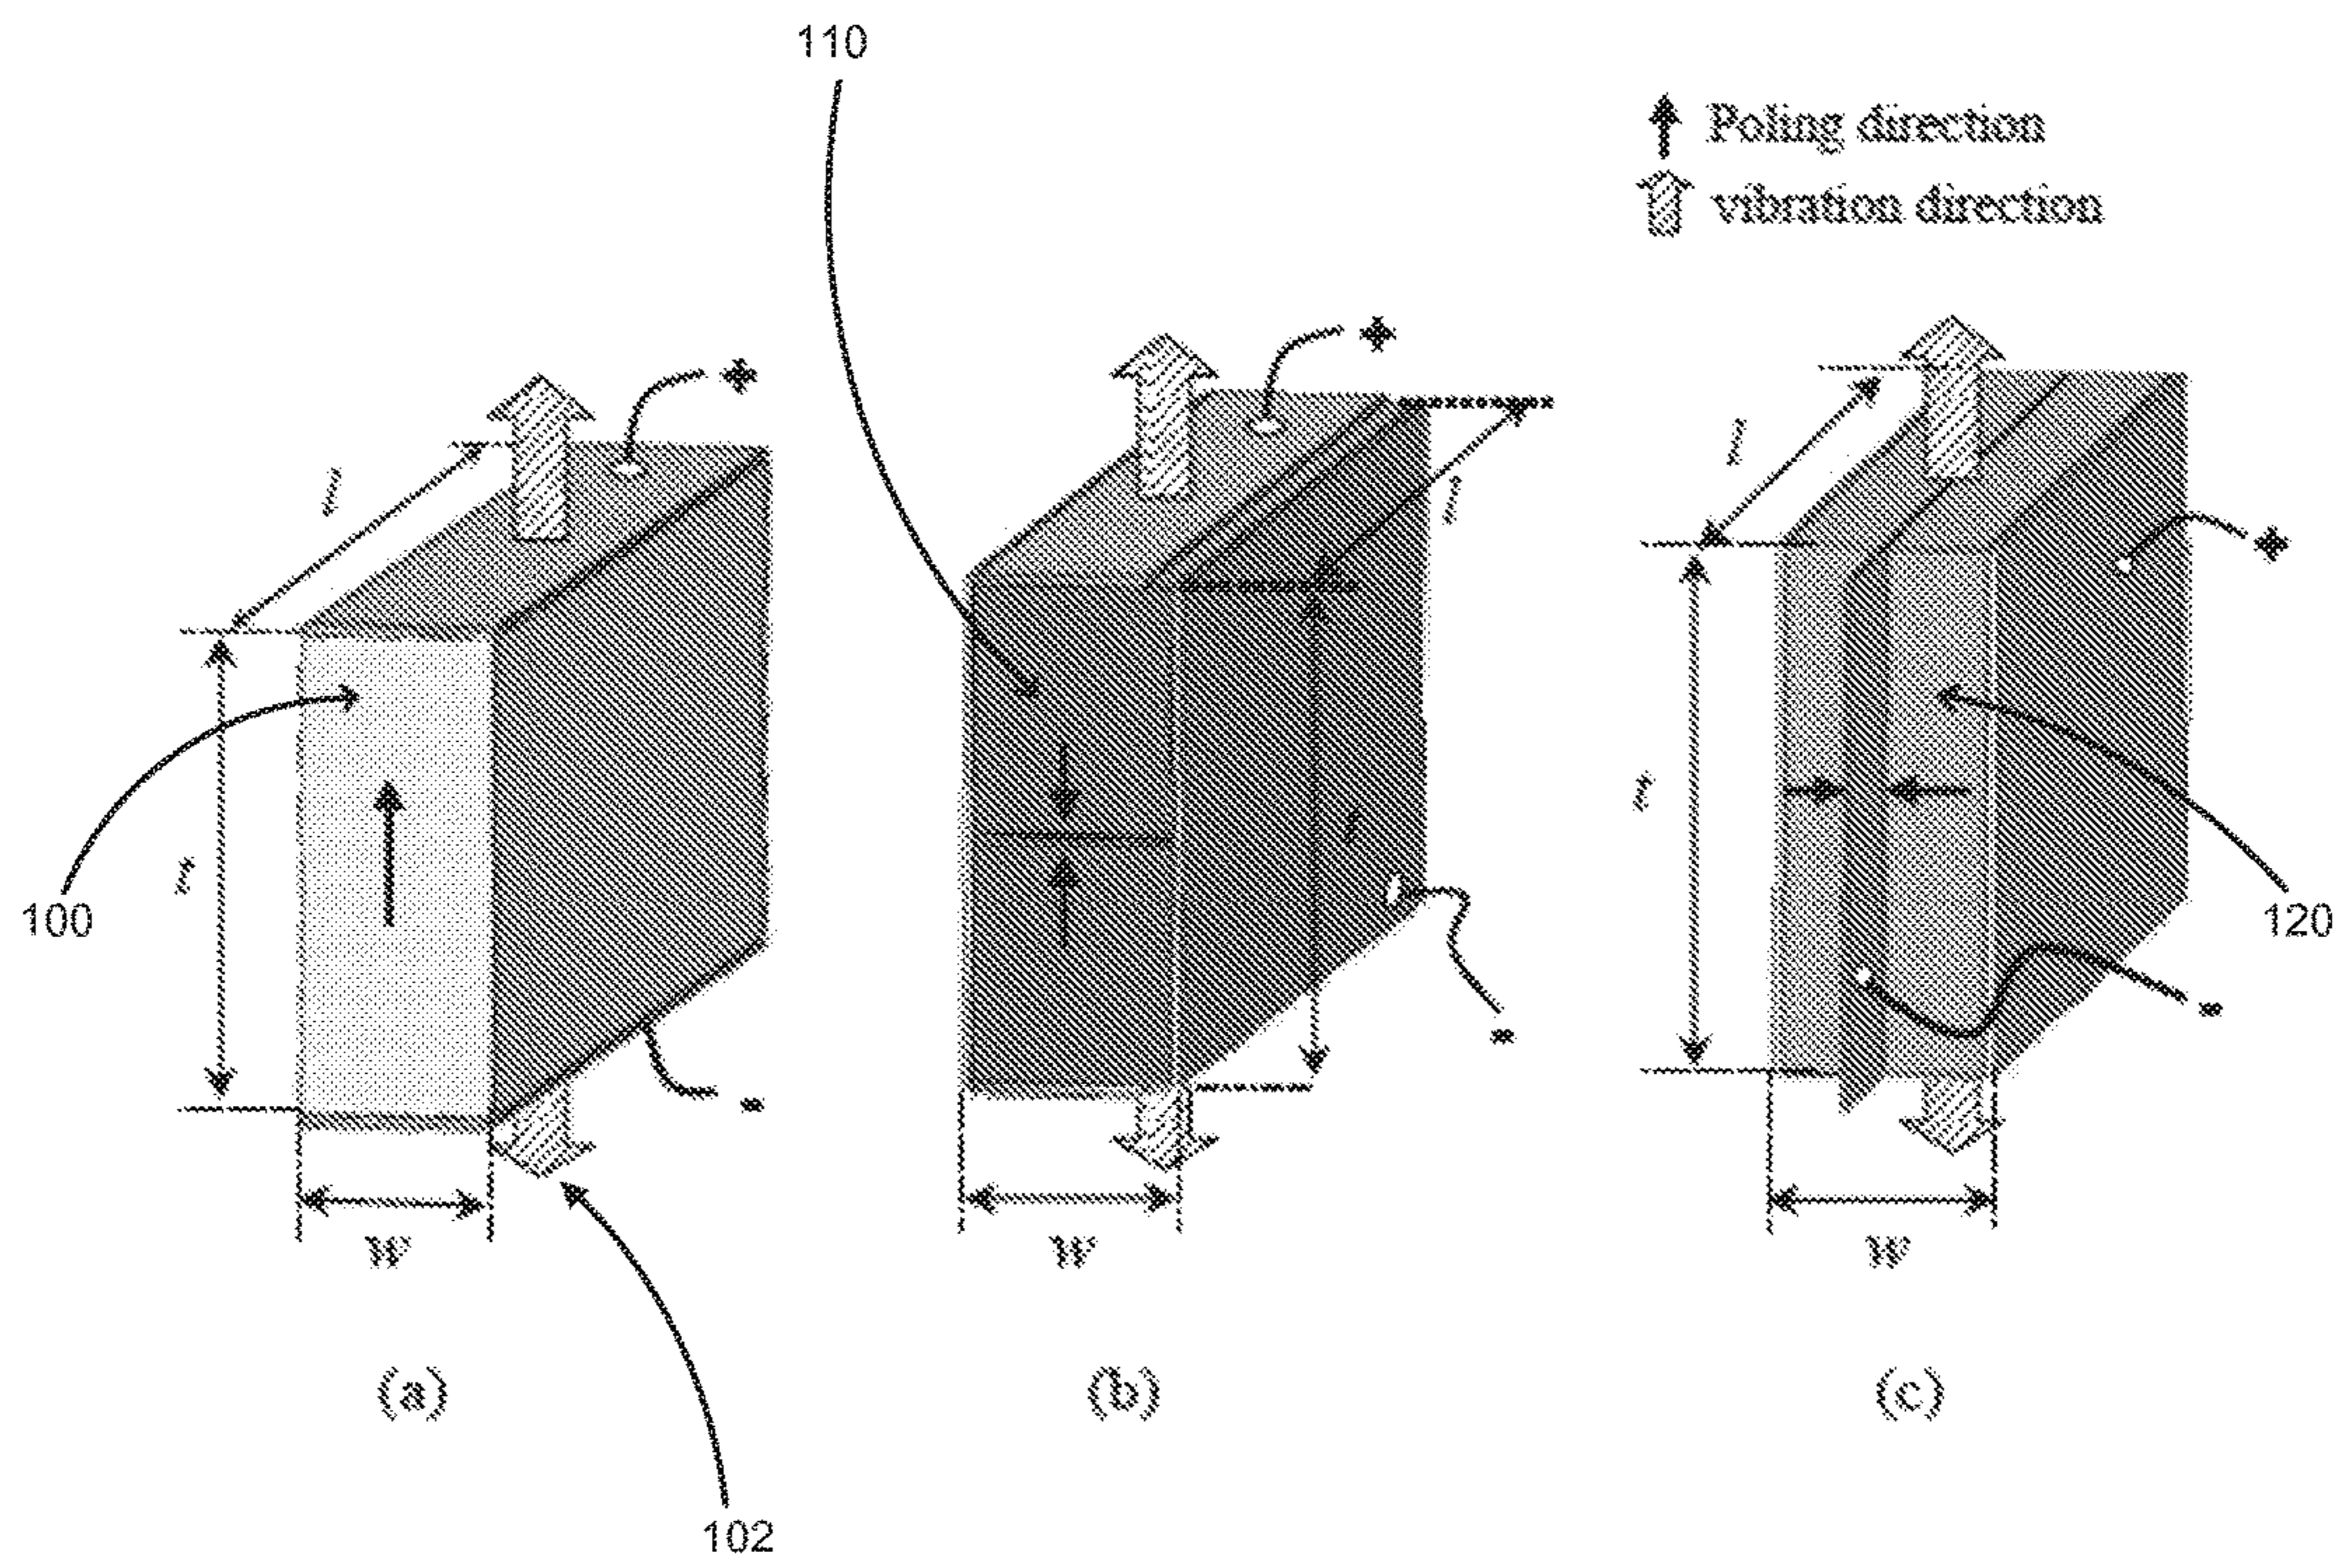 110
Poling direction
vibration direction
+
+
l
l
l
+
100
t
t
t
120
-
-
-
W
W
W
(a)
(b)
(c)
102